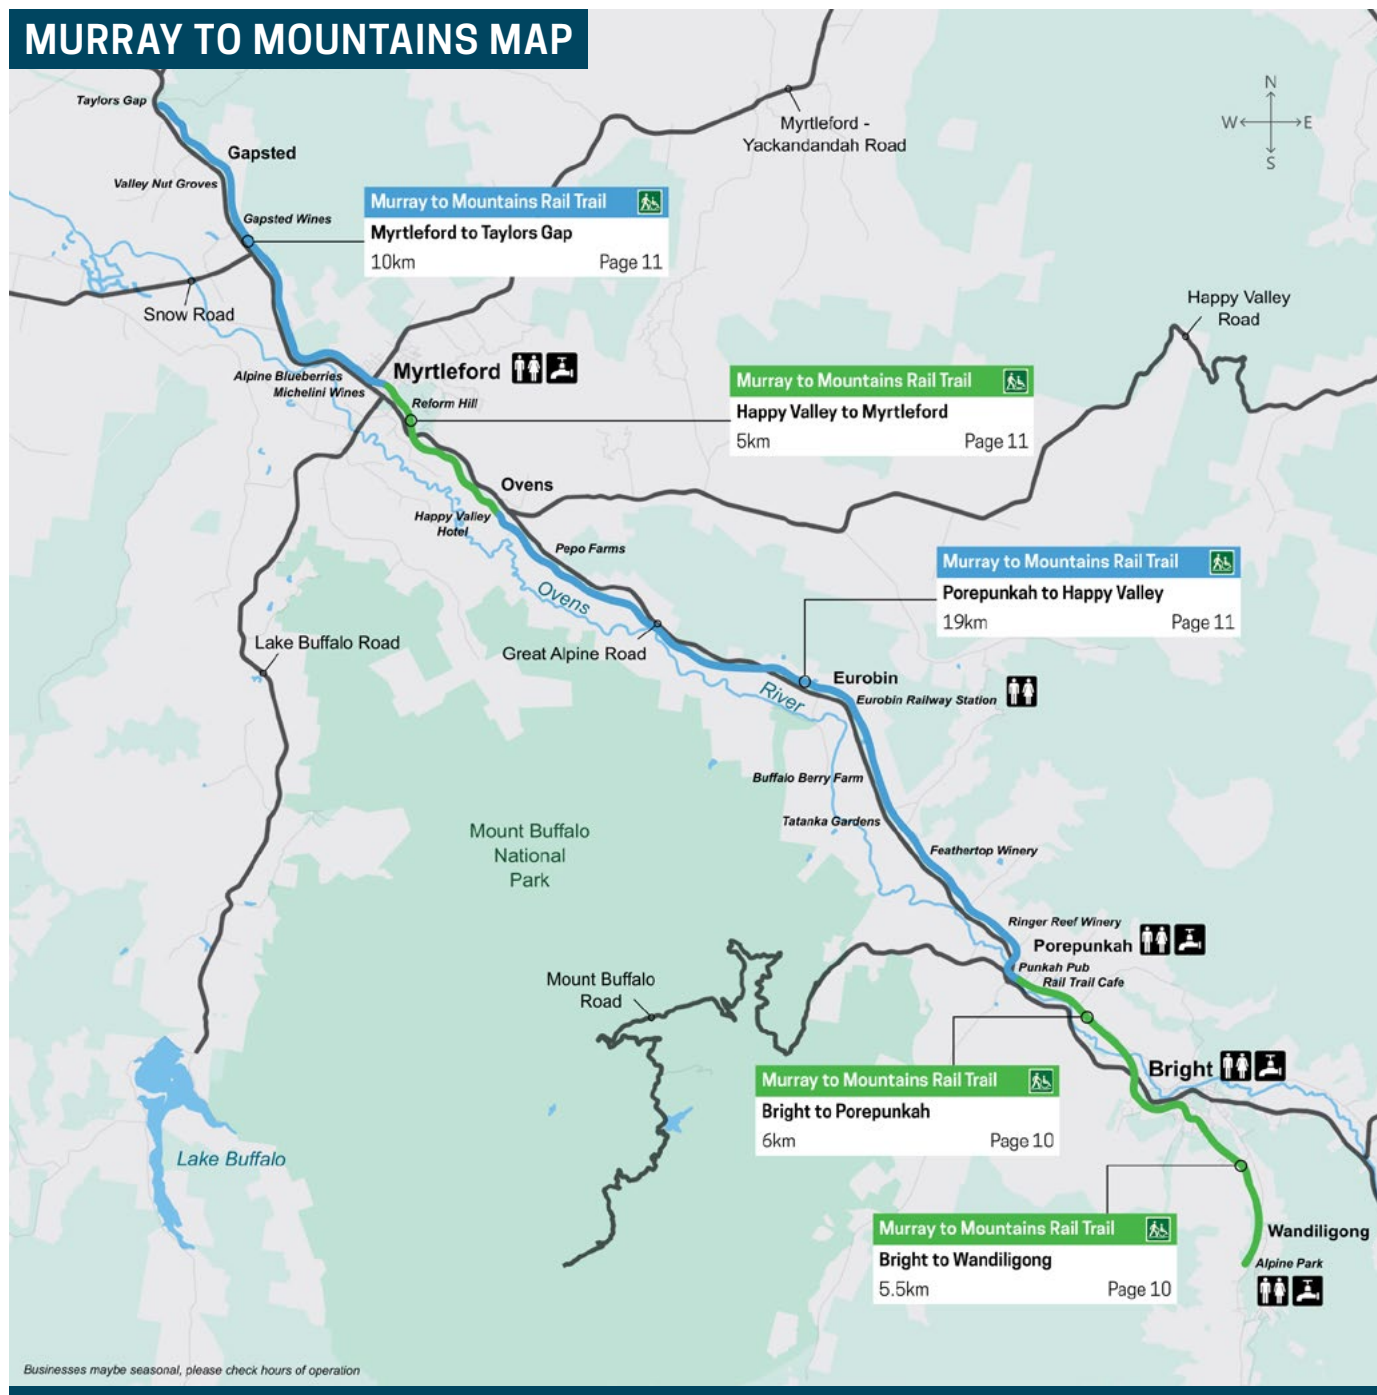 MURRAY TO MOUNTAINS MAP
Taylors Gap
Gapsted
Valley Nut Groves
Gapsted Wines
Snow Road
Murray to Mountains Rail Trail
Myrtleford to Taylors Gap
10km Page 11
Myrtleford -
Yackandandah Road
N
W E
S
Happy Valley
Road
Alpine Blueberries
Michelini Wines
Myrtleford
Reform Hill
Murray to Mountains Rail Trail
Happy Valley to Myrtleford
5km Page 11
Ovens
Happy Valley
Hotel
Pepo Farms
Ovens
River
Murray to Mountains Rail Trail
Porepunkah to Happy Valley
19km Page 11
Lake Buffalo Road
Great Alpine Road
Eurobin
Eurobin Railway Station
Buffalo Berry Farm
Tatanka Gardens
Feathertop Winery
Mount Buffalo
National
Park
Ringer Reef Winery
Porepunkah
Punkah Pub
Rail Trail Cafe
Mount Buffalo
Road
Bright
Murray to Mountains Rail Trail
Bright to Porepunkah
6km Page 10
Lake Buffalo
Murray to Mountains Rail Trail
Bright to Wandiligong
5.5km Page 10
Wandiligong
Alpine Park
Businesses maybe seasonal, please check hours of operation